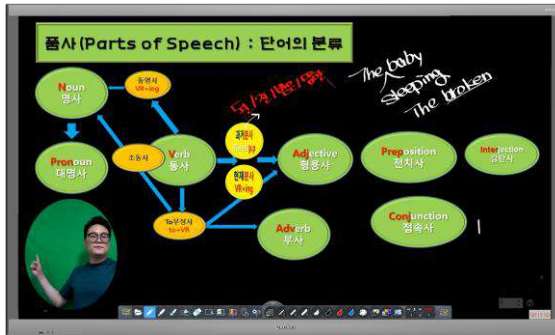 품사(Parts of Speech) : 단어의 분류
Noun
명사
동명사
VR+ing
The baby
sleeping
The broken
과거분사
Pronoun
대명사
조동사
Verb
동사
현재분사
VR+ing
Adjective
형용사
Preposition
전치사
Interjection
감탄사
To부정사
to+VR
Adverb
부사
Conjunction
접속사